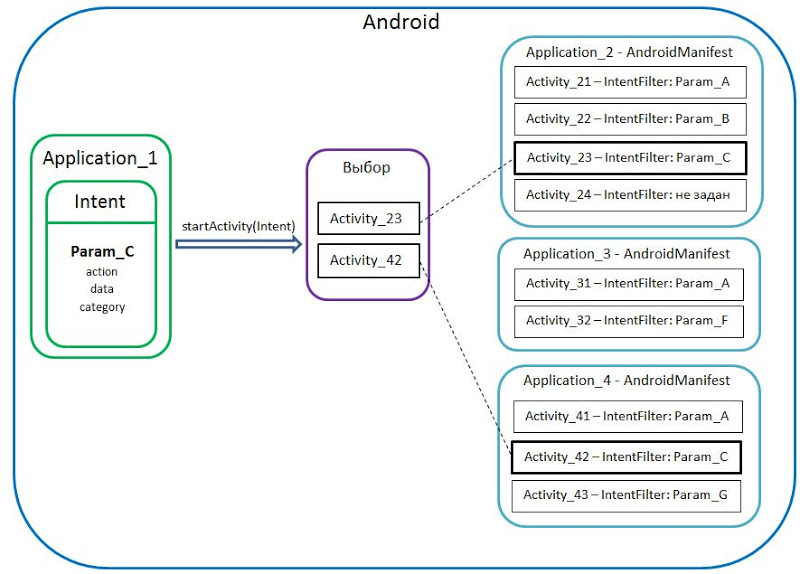 Android
Application_1
Intent
Param_C
action
data
category
startActivity(Intent)
Выбор
Activity_23
Activity_42
Application_2 - AndroidManifest
Activity_21 – IntentFilter: Param_A
Activity_22 – IntentFilter: Param_B
Activity_23 – IntentFilter: Param_C
Activity_24 – IntentFilter: не задан
Application_3 - AndroidManifest
Activity_31 – IntentFilter: Param_A
Activity_32 – IntentFilter: Param_F
Application_4 - AndroidManifest
Activity_41 – IntentFilter: Param_A
Activity_42 – IntentFilter: Param_C
Activity_43 – IntentFilter: Param_G